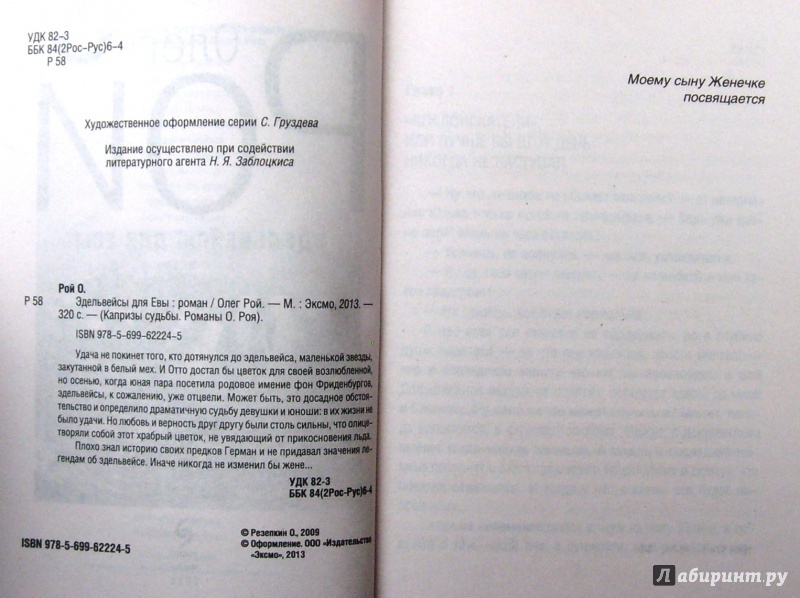 УДК 82-3
ББК 84(2Рос-Рус)6-4
Р 58
Художественное оформление серии С. Груздева
Издание осуществлено при содействии
литературного агента Н. Я. Заблоцкиса
Рой О.
Р 58 Эдельвейсы для Евы : роман / Олег Рой. — М. : Эксмо, 2013. —
320 с. — (Капризы судьбы. Романы О. Роя).
ISBN 978-5-699-62224-5
Удача не покинет того, кто дотянулся до эдельвейса, маленькой звезды,
закутанной в белый мех. И Отто достал бы цветок для своей возлюбленной,
но осенью, когда юная пара посетила родовое имение фон Фриденбургов,
эдельвейсы, к сожалению, уже отцвели. Может быть, это досадное обстоя-
тельство и определило драматичную судьбу девушки и юноши: в их жизни не
было удачи. Но любовь и верность друг другу были столь сильны, что олице-
творяли собой этот храбрый цветок, не увядающий от прикосновения льда.
Плохо знал историю своих предков Герман и не придавал значения ле-
гендам об эдельвейсе. Иначе никогда не изменил бы жене...
УДК 82-3
ББК 84(2Рос-Рус)6-4
© Резепкин О., 2009
© Оформление. ООО «Издательство
«Эксмо», 2013
ISBN 978-5-699-62224-5
Моему сыну Женечке
посвящается
Лабиринт.ру